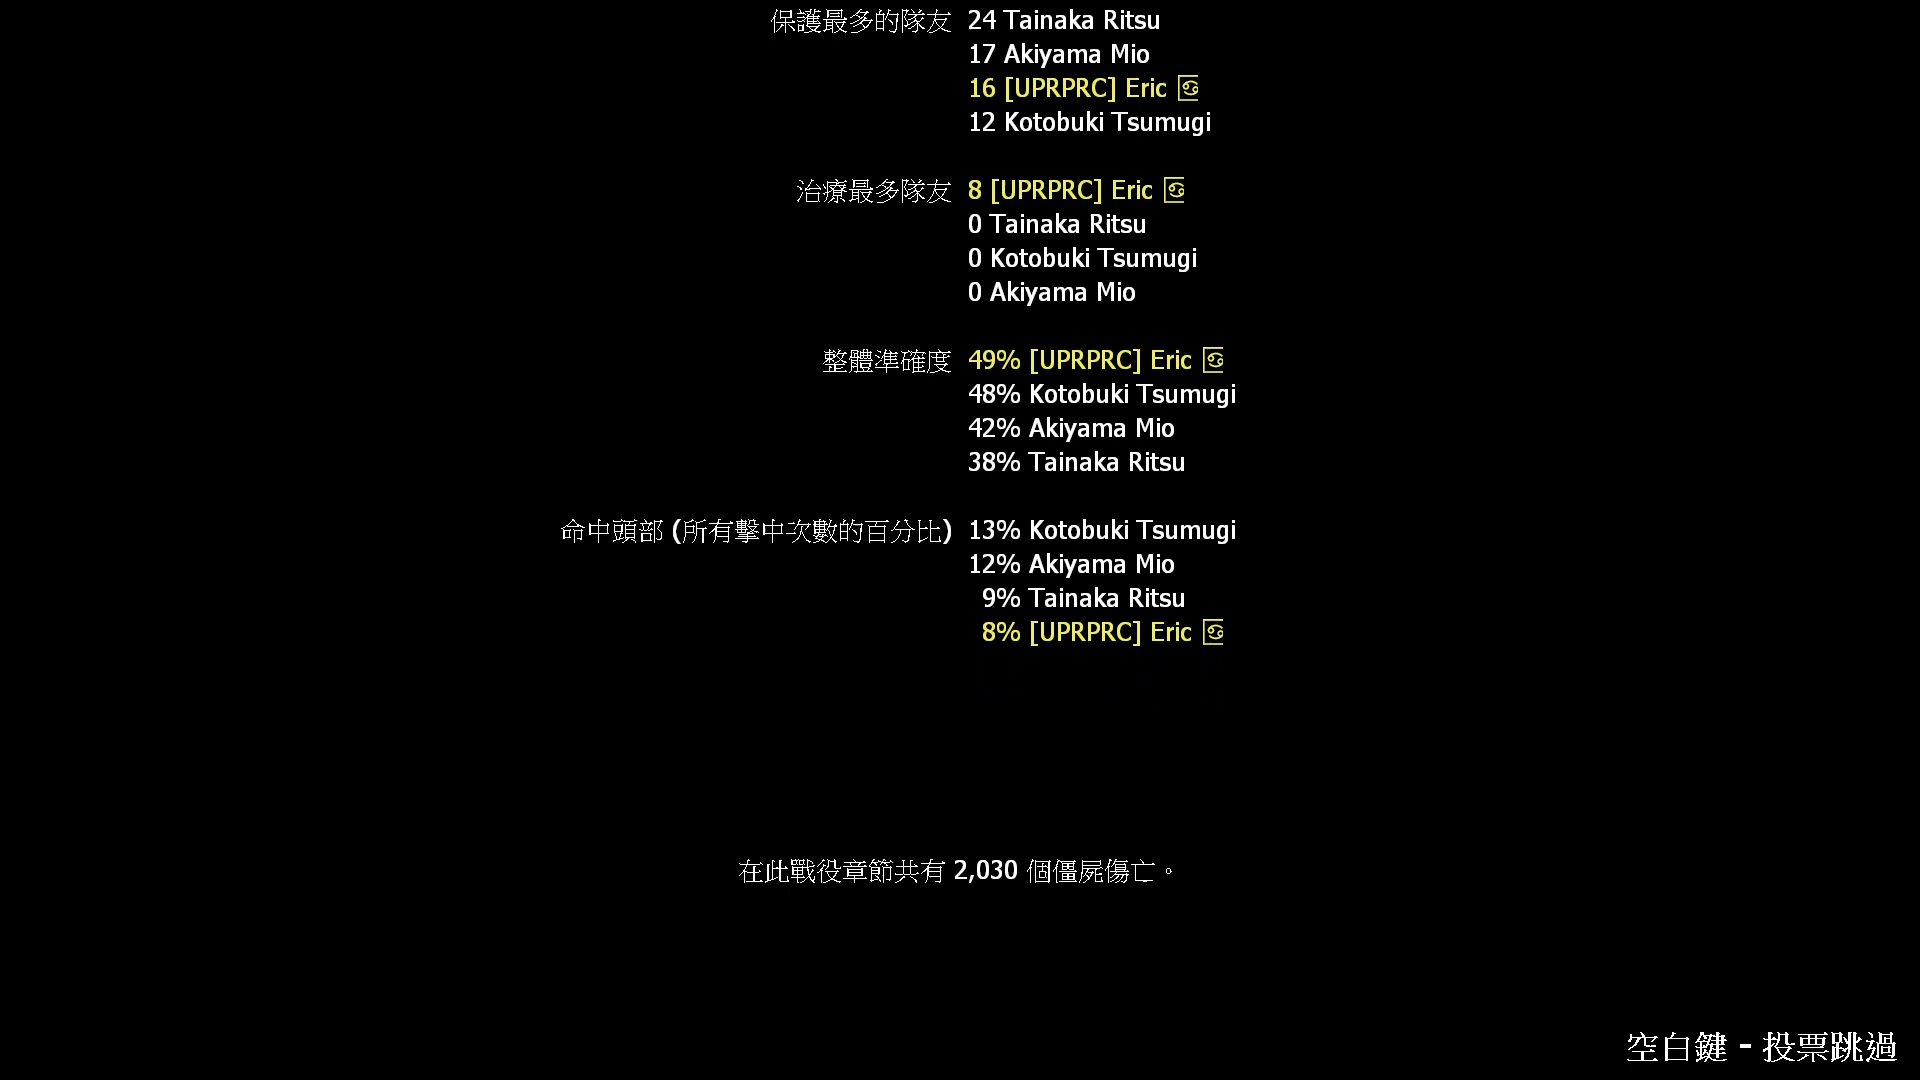 保護最多的隊友 24 Tainaka Ritsu
17 Akiyama Mio
16 [UPRPRC] Eric ♋
12 Kotobuki Tsumugi
治療最多隊友 8 [UPRPRC] Eric ♋
0 Tainaka Ritsu
0 Kotobuki Tsumugi
0 Akiyama Mio
整體準確度 49% [UPRPRC] Eric ♋
48% Kotobuki Tsumugi
42% Akiyama Mio
38% Tainaka Ritsu
命中頭部 (所有擊中次數的百分比) 13% Kotobuki Tsumugi
12% Akiyama Mio
9% Tainaka Ritsu
8% [UPRPRC] Eric ♋
在此戰役章節共有 2,030 個僵屍傷亡。
空白鍵 - 投票跳過